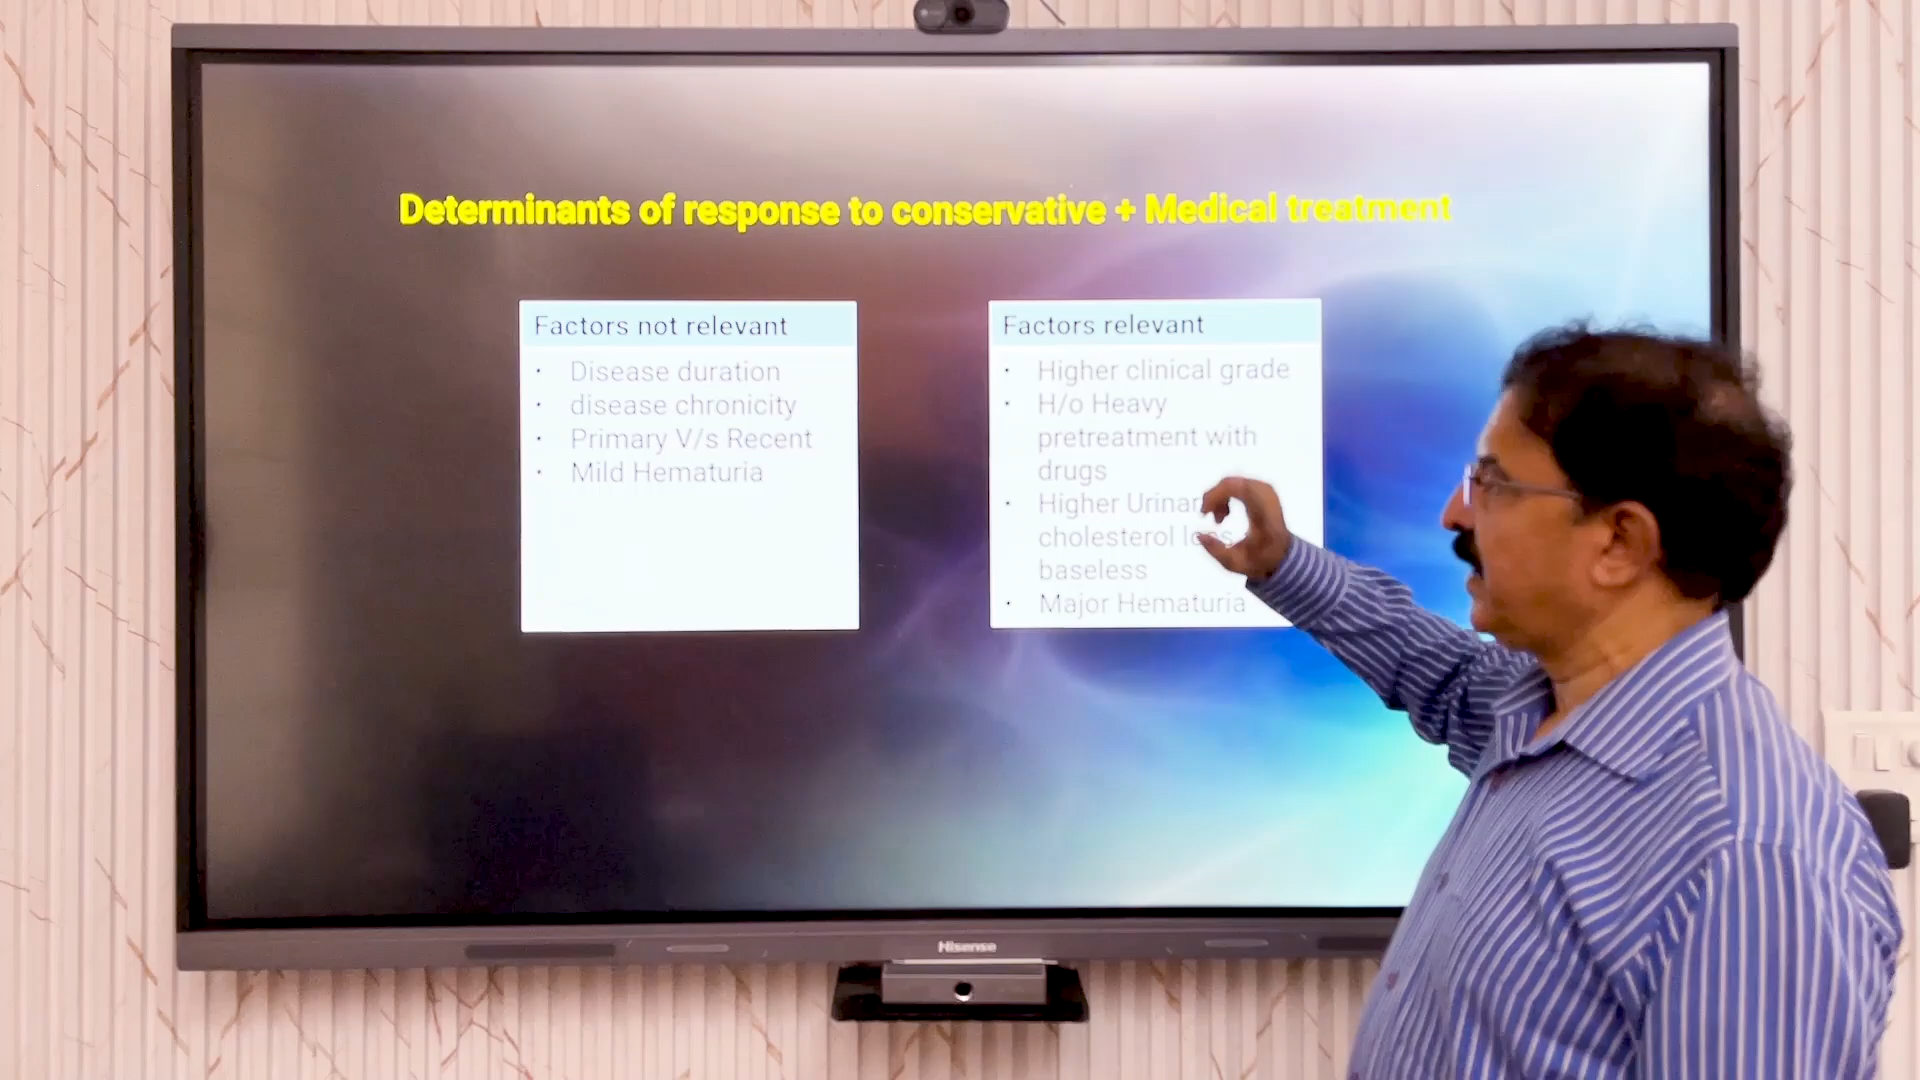 Determinants of response to conservative + Medical treatment
Factors not relevant
• Disease duration
• disease chronicity
• Primary V/s Recent
• Mild Hematuria
Factors relevant
• Higher clinical grade
• H/o Heavy
pretreatment with
drugs
• Higher
cholesterol
baseless
• Major Hematuria
Hisense